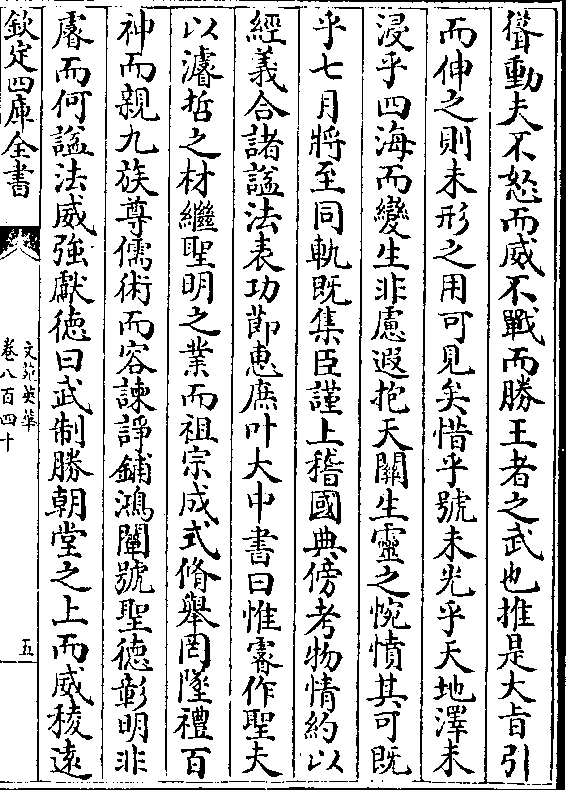 聳動夫不怒而威不戰而勝王者之武也推是大旨引
而伸之則未形之用可見矣惜乎號未光乎天地澤未
浸乎四海而變生非慮遐抱天闗生靈之惋憤其可既
乎七月將至同軌既集臣謹上稽國典傍考物情約以
經義合諸諡法表功節惠庶叶大中書曰惟睿作聖夫
以濬哲之材繼聖明之業而祖宗成式脩舉罔墜禮百
神而親九族尊儒術而容諫諍鋪鴻闡號聖德彰明非
睿而何諡法威強叡德曰武制勝朝堂之上而威稜遠
欽定四庫全書
文苑英華
卷八百四十
五